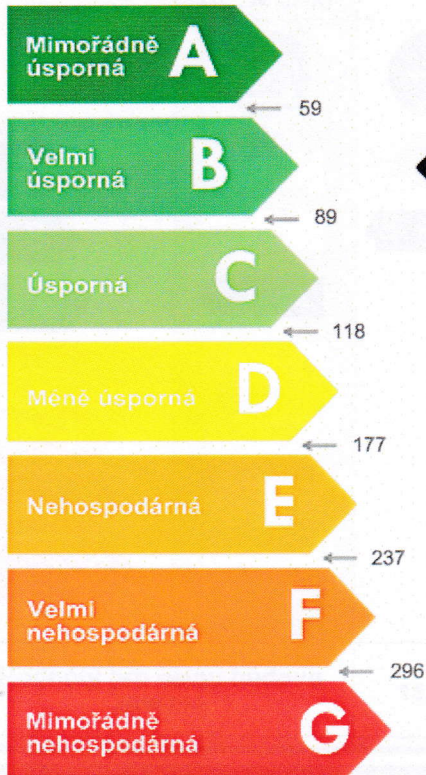 Mimořádně
úsporná
A
59
Velmi
úsporná
B
89
Úsporná
C
118
Méně úsporná
D
177
Nehospodárná
E
237
Velmi
nehospodárná
F
296
Mimořádně
nehospodárná
G